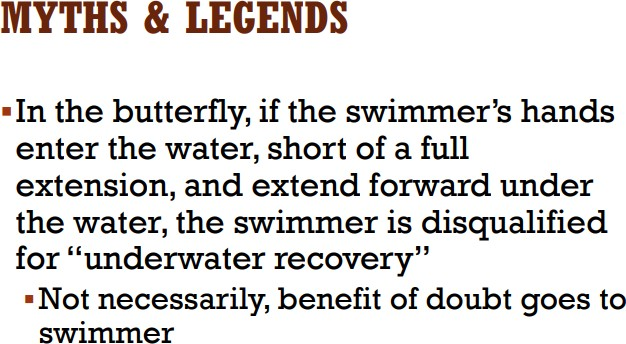 MYTHS & LEGENDS
▪In the butterfly, if the swimmer’s hands
enter the water, short of a full
extension, and extend forward under
the water, the swimmer is disqualified
for “underwater recovery”
▪Not necessarily, benefit of doubt goes to
swimmer